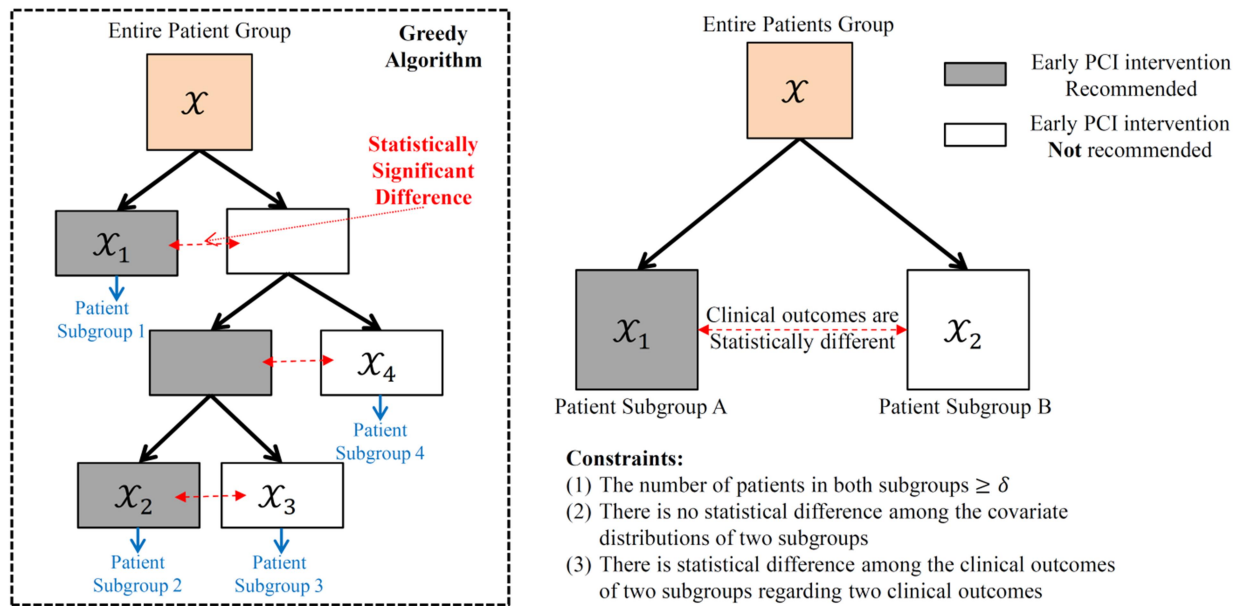 Entire Patient Group
Greedy
Algorithm
𝒳
Statistically
Significant
Difference
𝒳₁
Patient
Subgroup 1
𝒳₄
Patient
Subgroup 4
𝒳₂
𝒳₃
Patient
Subgroup 2
Patient
Subgroup 3
Entire Patients Group
𝒳
Early PCI intervention
Recommended
Early PCI intervention
Not recommended
𝒳₁
Clinical outcomes are
Statistically different
𝒳₂
Patient Subgroup A
Patient Subgroup B
Constraints:
(1) The number of patients in both subgroups ≥ δ
(2) There is no statistical difference among the covariate
distributions of two subgroups
(3) There is statistical difference among the clinical outcomes
of two subgroups regarding two clinical outcomes